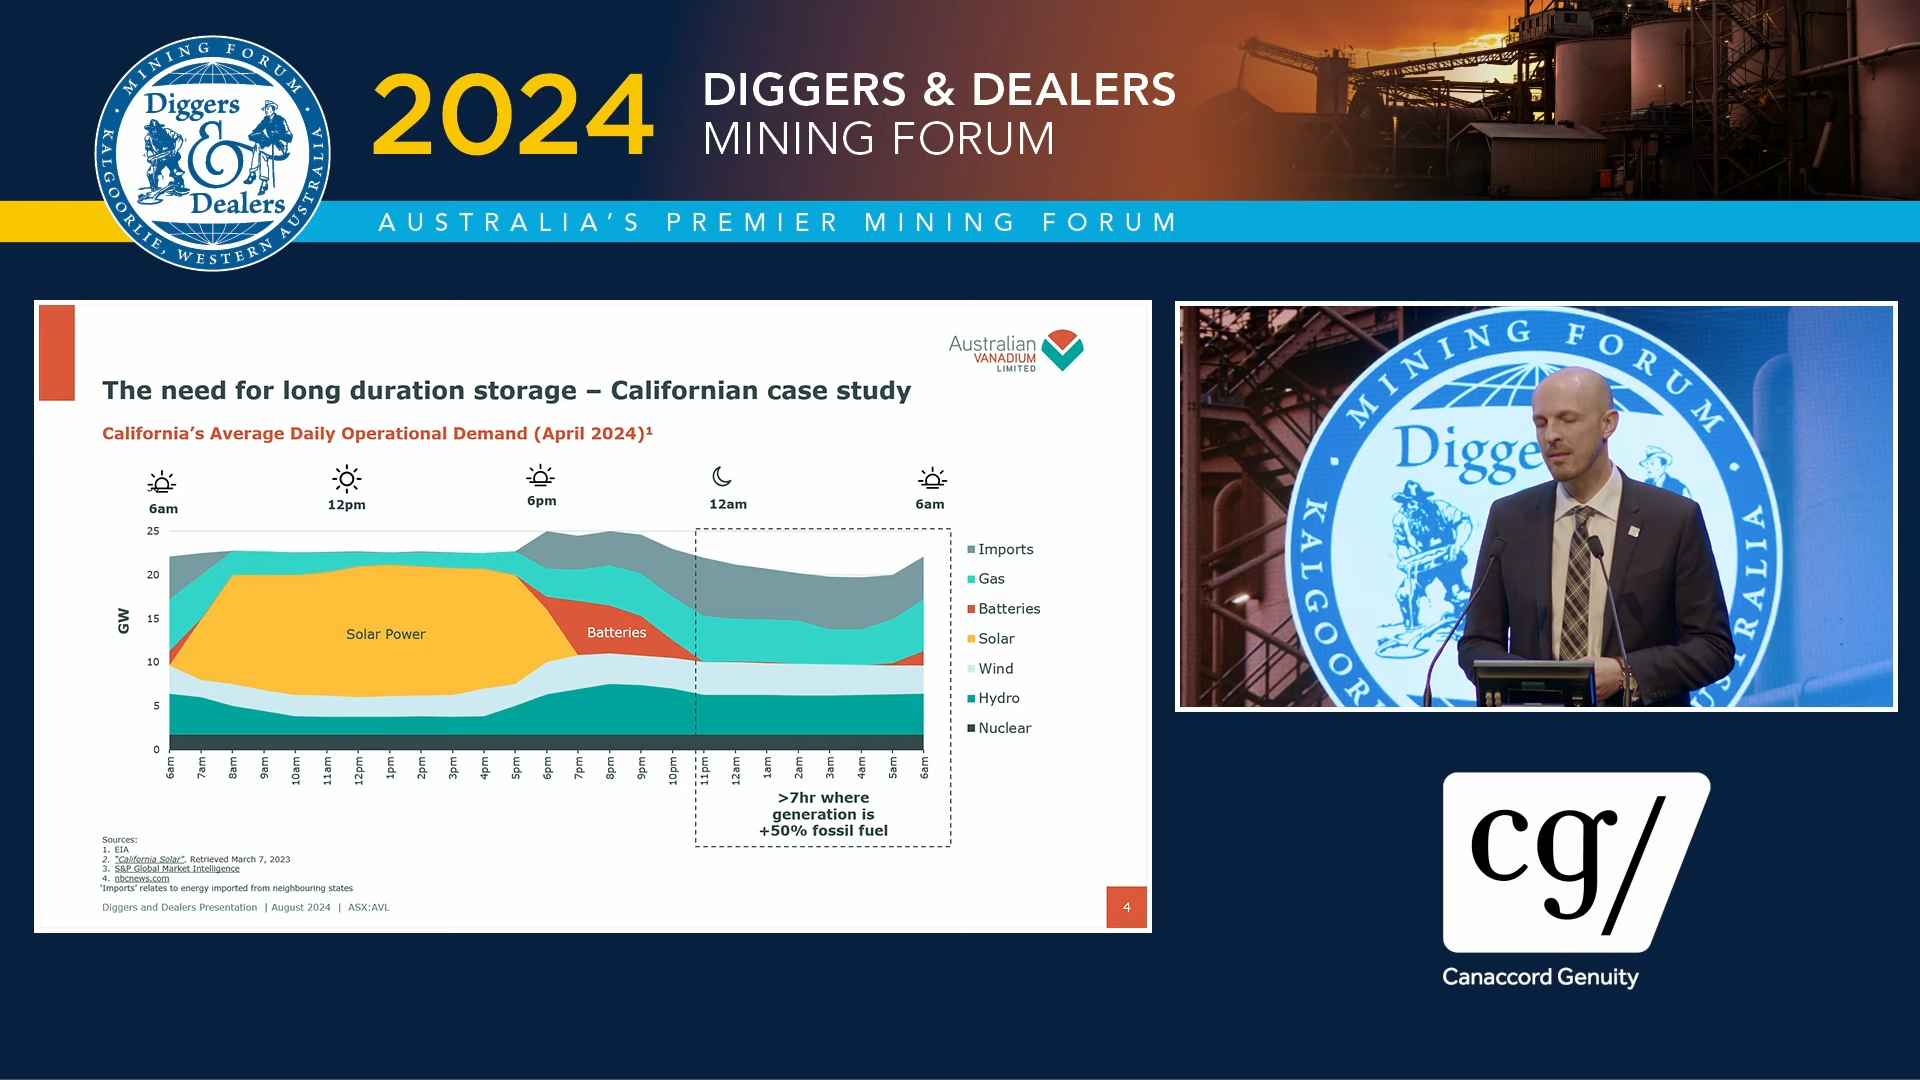 MINING FORUM
Diggers
&
Dealers
KALGOORLIE, WESTERN AUSTRALIA
2024
DIGGERS & DEALERS
MINING FORUM
AUSTRALIA'S PREMIER MINING FORUM
Australian
VANADIUM
LIMITED
The need for long duration storage – Californian case study
California's Average Daily Operational Demand (April 2024)¹
6am
12pm
6pm
12am
6am
GW
25
20
15
10
5
0
Solar Power
Batteries
6am 7am 8am 9am 10am 11am 12pm 1pm 2pm 3pm 4pm 5pm 6pm 7pm 8pm 9pm 10pm 11pm 12am 1am 2am 3am 4am 5am 6am
Imports
Gas
Batteries
Solar
Wind
Hydro
Nuclear
>7hr where
generation is
+50% fossil fuel
Sources:
1. EIA
2. "California Solar". Retrieved March 7, 2023
3. S&P Global Market Intelligence
4. nbcnews.com
'Imports' relates to energy imported from neighbouring states
Diggers and Dealers Presentation | August 2024 | ASX:AVL
4
MINING FORUM
Digge
KALGOOR
TRALIA
cg/
Canaccord Genuity